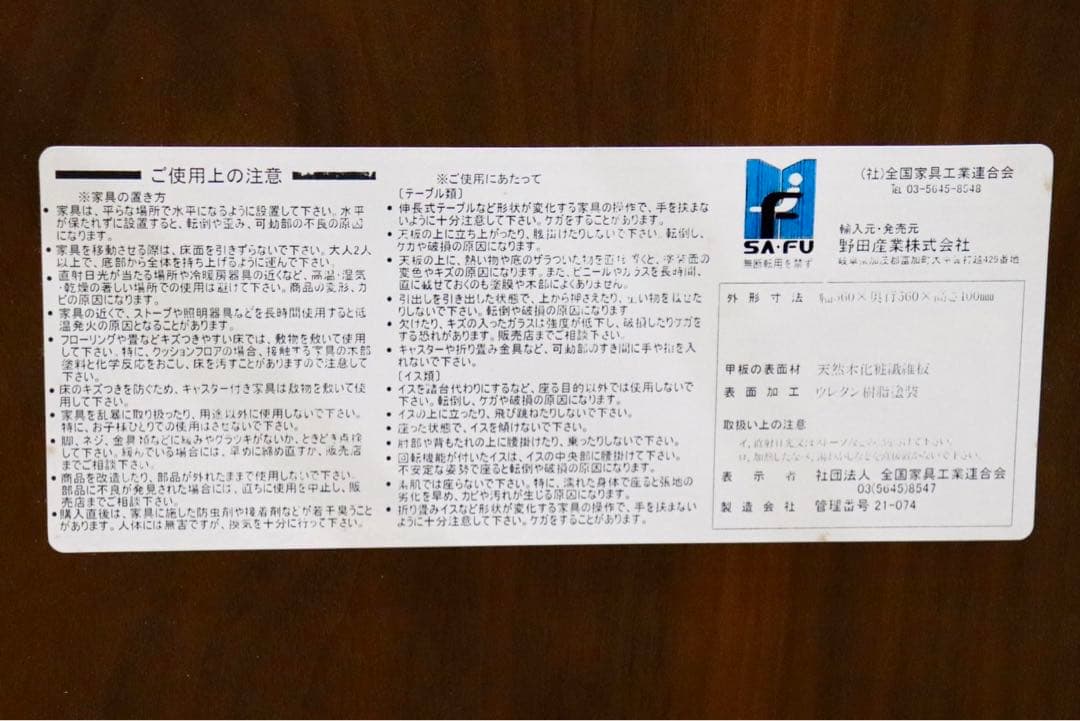 ご使用上の注意
※家具の置き方
• 家具は、平らな場所で水平になるように設置して下さい。水平
が保たれずに設置すると、転倒や歪み、可動部の不良の原因
になります。
• 家具を移動させる際は、床面を引きずらないで下さい。大人2人
以上で、底部から全体を持ち上げるように運んで下さい。
• 直射日光が当たる場所や冷暖房器具の近くなど、高温・湿気
・乾燥の著しい場所での使用は避けて下さい。商品の変形、カ
ビの原因になります。
• 家具の近くで、ストーブや照明器具などを長時間使用すると低
温発火の原因となることがあります。
• フローリングや畳などキズつきやすい床では、敷物を敷いて使用
して下さい。特に、クッションフロアの場合、接触する家具の木部
塗料と化学反応をおこし、床を汚すことがありますので注意して
下さい。
• 床のキズつきを防ぐため、キャスター付き家具は敷物を敷いて使
用して下さい。
• 家具を乱暴に取り扱ったり、用途以外に使用しないで下さい。
特に、お子様ひとりでの使用はさせないで下さい。
• 脚、ネジ、金具類などに緩みやグラツキがないか、ときどき点検
して下さい。緩んでいる場合には、早めに締め直すか、販売店
までご相談下さい。
• 商品を改造したり、部品が外れたままで使用しないで下さい。
部品に不良が発見された場合には、直ちに使用を中止し、販
売店までご相談下さい。
• 購入直後は、家具に施した防虫剤や接着剤などが若干臭うこと
があります。人体には無害ですが、換気を十分に行って下さい。
※ご使用にあたって
〔テーブル類〕
• 伸長式テーブルなど形状が変化する家具の操作で、手を挟まな
いよう十分注意して下さい。ケガをすることがあります。
• 天板の上に立ち上がったり、腰掛けたりしないで下さい。転倒し、
ケガや破損の原因になります。
• 天板の上に、熱い物や底のザラついた物を直接置くと、塗装面の
変色やキズの原因になります。また、ビニールやガラスを長時間、
直に載せておくのも塗膜や木部によくありません。
• 引出しを引き出した状態で、上から押さえたり、重い物を載せた
りしないで下さい。転倒や破損の原因になります
• 欠けたり、キズの入ったガラスは強度が低下し、破損したりケガを
する恐れがあります。販売店までご相談下さい。
• キャスターや折り畳み金具など、可動部のすき間に手や指を入
れないで下さい。
〔イス類〕
• イスを踏台代わりにするなど、座る目的以外では使用しないで
下さい。転倒し、ケガや破損の原因になります。
• イスの上に立ったり、飛び跳ねたりしないで下さい。
• 座った状態で、イスを傾けないで下さい。
• 肘部や背もたれの上に腰掛けたり、乗ったりしないで下さい。
• 回転機能が付いたイスは、イスの中央部に腰掛けて下さい。
不安定な姿勢で座ると転倒や破損の原因になります。
• 素肌では座らないで下さい。特に、濡れた身体で座ると張地の
劣化を早め、カビや汚れが生じる原因になります。
• 折り畳みイスなど形状が変化する家具の操作で、手を挟まない
ように十分注意して下さい。ケガをすることがあります。
SA・FU
無断転用を禁ず
(社)全国家具工業連合会
TEL 03-5645-8548
輸入元・発売元
野田産業株式会社
岐阜県加茂郡富加町大平賀打越429番地
外形寸法 幅560×奥行560×高さ400mm
甲板の表面材 天然木化粧繊維板
表面加工 ウレタン樹脂塗装
取扱い上の注意
表示者 社団法人 全国家具工業連合会
03(5645)8547
製造会社 管理番号 21-074